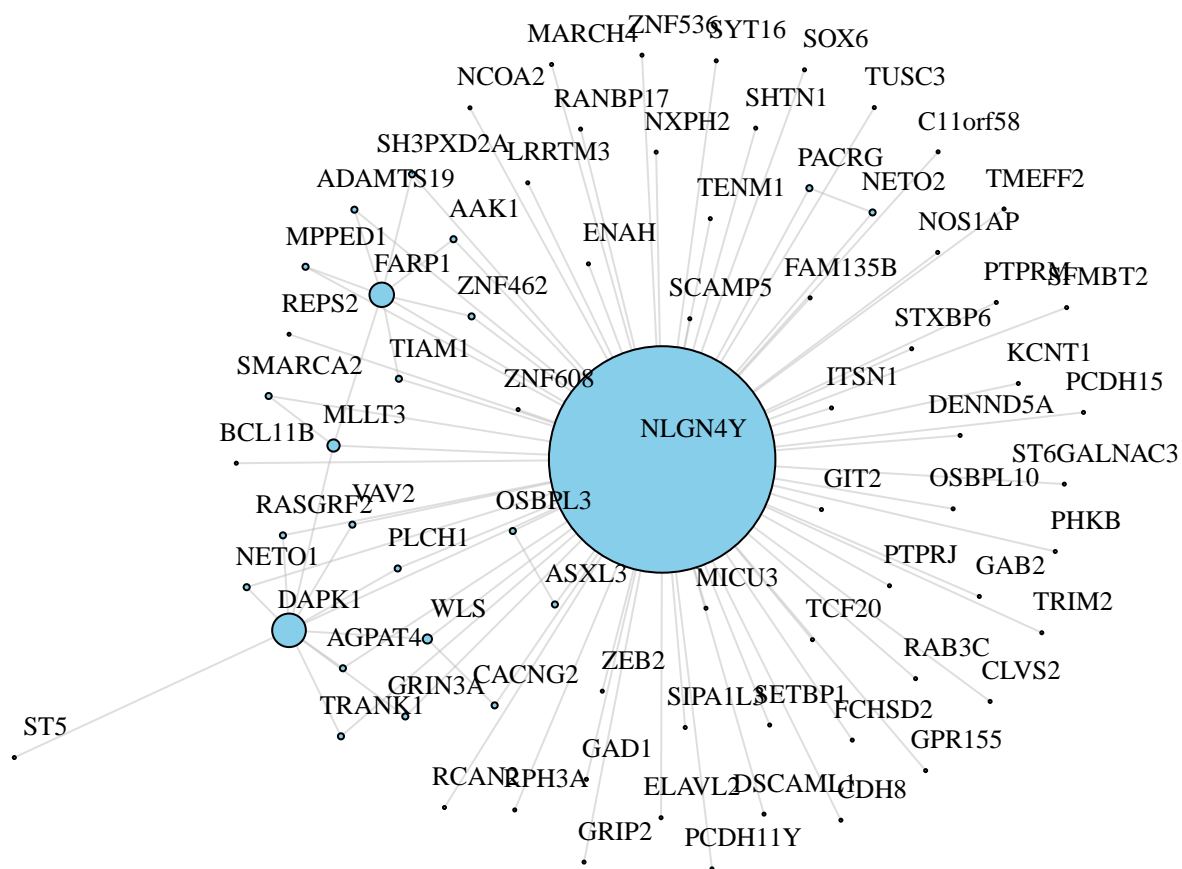 ZNF536
MARCH4
SYT16
SOX6
NCOA2
TUSC3
RANBP17
SHTN1
NXPH2
C11orf58
SH3PXD2A
LRRTM3
PACRG
ADAMTS19
NETO2
TMEFF2
AAK1
TENM1
MPPED1
ENAH
NOS1AP
FARP1
FAM135B
PTPRM
SFMBT2
ZNF462
SCAMP5
REPS2
STXBP6
TIAM1
KCNT1
SMARCA2
ZNF608
ITSN1
PCDH15
MLLT3
DENND5A
NLGN4Y
BCL11B
ST6GALNAC3
GIT2
OSBPL10
VAV2
OSBPL3
RASGRF2
PHKB
PLCH1
NETO1
PTPRJ
GAB2
ASXL3
MICU3
DAPK1
WLS
TCF20
TRIM2
AGPAT4
ZEB2
RAB3C
CLVS2
CACNG2
GRIN3A
SIPA1L3
SETBP1
TRANK1
FCHSD2
ST5
GAD1
GPR155
RCAN2
RPH3A
ELAVL2
DSCAML1
CDH8
GRIP2
PCDH11Y